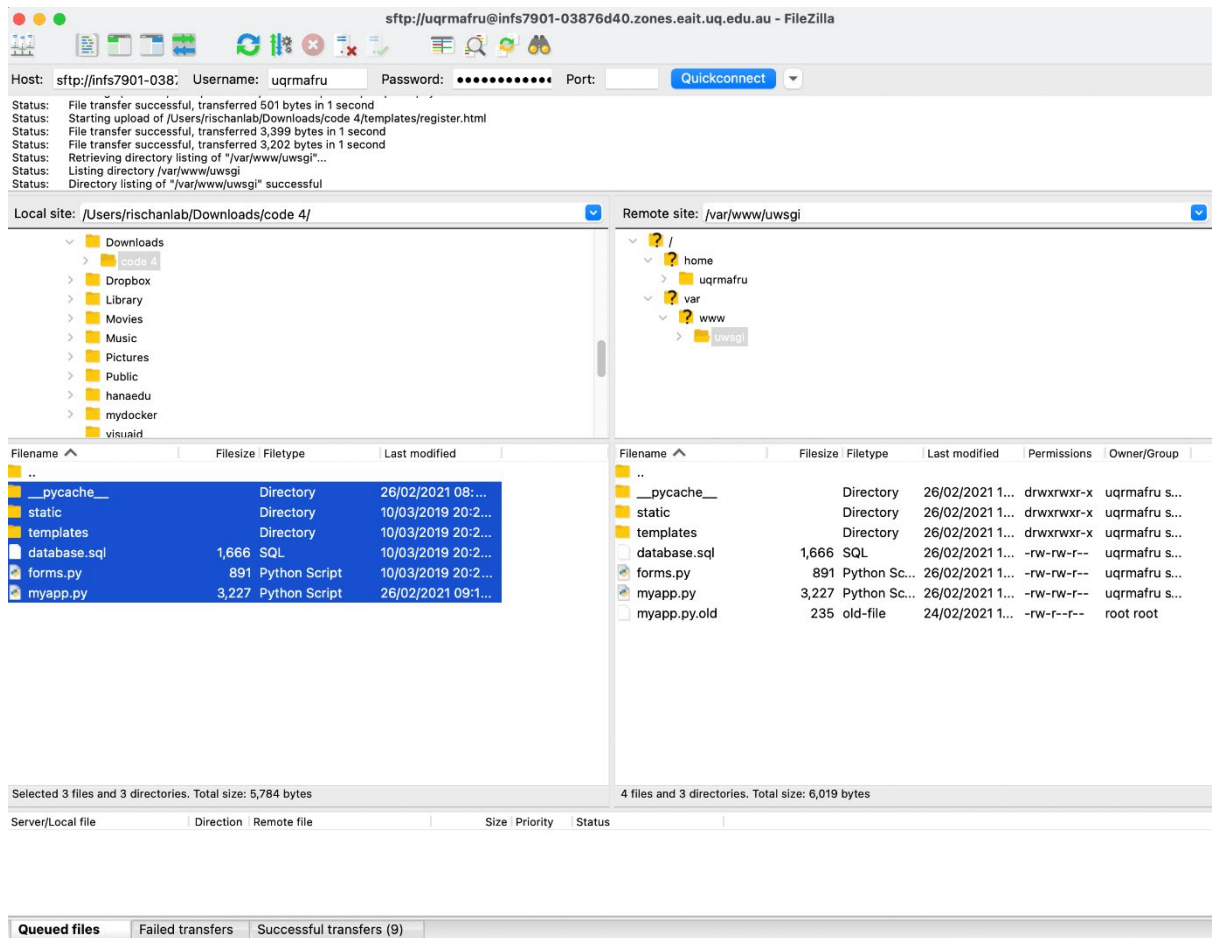 sftp://uqrmafru@infs7901-03876d40.zones.eait.uq.edu.au - FileZilla
Host: sftp://infs7901-038 Username: uqrmafru Password: ●●●●●●●●●●●●● Port: Quickconnect
Status: File transfer successful, transferred 501 bytes in 1 second
Status: Starting upload of /Users/rischanlab/Downloads/code 4/templates/register.html
Status: File transfer successful, transferred 3,399 bytes in 1 second
Status: File transfer successful, transferred 3,202 bytes in 1 second
Status: Retrieving directory listing of "/var/www/uwsgi"...
Status: Listing directory /var/www/uwsgi
Status: Directory listing of "/var/www/uwsgi" successful
Local site: /Users/rischanlab/Downloads/code 4/
Downloads
code 4
Dropbox
Library
Movies
Music
Pictures
Public
hanaedu
mydocker
visuaid
Remote site: /var/www/uwsgi
/
home
uqrmafru
var
www
uwsgi
Filename Filesize Filetype Last modified
..
__pycache__ Directory 26/02/2021 08:...
static Directory 10/03/2019 20:2...
templates Directory 10/03/2019 20:2...
database.sql 1,666 SQL 10/03/2019 20:2...
forms.py 891 Python Script 10/03/2019 20:2...
myapp.py 3,227 Python Script 26/02/2021 09:1...
Selected 3 files and 3 directories. Total size: 5,784 bytes
Filename Filesize Filetype Last modified Permissions Owner/Group
..
__pycache__ Directory 26/02/2021 1... drwxrwxr-x uqrmafru s...
static Directory 26/02/2021 1... drwxrwxr-x uqrmafru s...
templates Directory 26/02/2021 1... drwxrwxr-x uqrmafru s...
database.sql 1,666 SQL 26/02/2021 1... -rw-rw-r-- uqrmafru s...
forms.py 891 Python Sc... 26/02/2021 1... -rw-rw-r-- uqrmafru s...
myapp.py 3,227 Python Sc... 26/02/2021 1... -rw-rw-r-- uqrmafru s...
myapp.py.old 235 old-file 24/02/2021 1... -rw-r--r-- root root
4 files and 3 directories. Total size: 6,019 bytes
Server/Local file Direction Remote file Size Priority Status
Queued files Failed transfers Successful transfers (9)